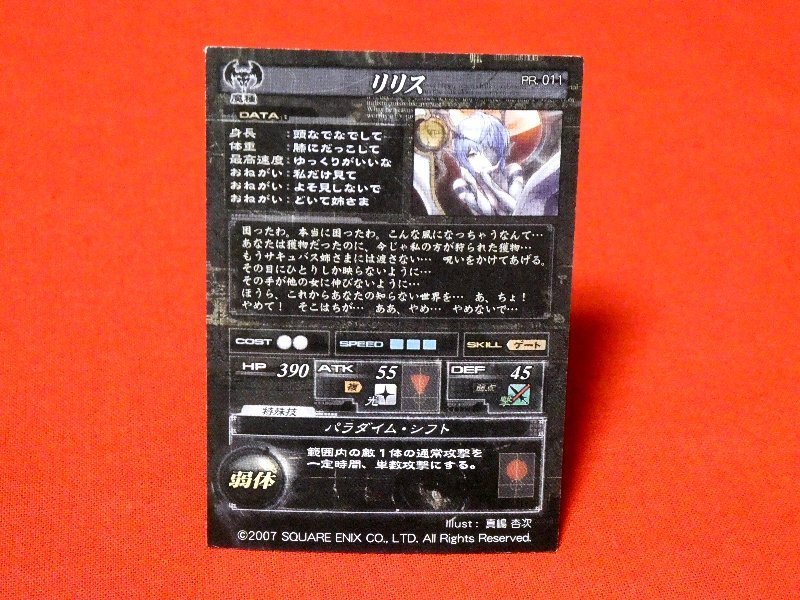 リリス
PR. 011
魔種
DATA
身長 :頭なでなでして…
体重 :膝にだっこして
最高速度:ゆっくりがいいな
おねがい:私だけ見て
おねがい:よそ見しないで
おねがい:どいて姉さま
困ったわ。本当に困ったわ。こんな風になっちゃうなんて…
あなたは獲物だったのに、今じゃ私の方が狩られた獲物…
もうサキュバス姉さまには渡さない… 呪いをかけてあげる。
その目にひとりしか映らないように…
その手が他の女に伸びないように…
ほうら、これからあなたの知らない世界を… あ、ちょ!
やめて! そこはちが… ああ、やめ… やめないで…
COST
SPEED
SKILL ゲート
HP 390
ATK 55
複
光
DEF 45
弱点
撃
特殊技
パラダイム・シフト
弱体
範囲内の敵1体の通常攻撃を
一定時間、単数攻撃にする。
Illust : 真嶋 杏次
©2007 SQUARE ENIX CO., LTD. All Rights Reserved.